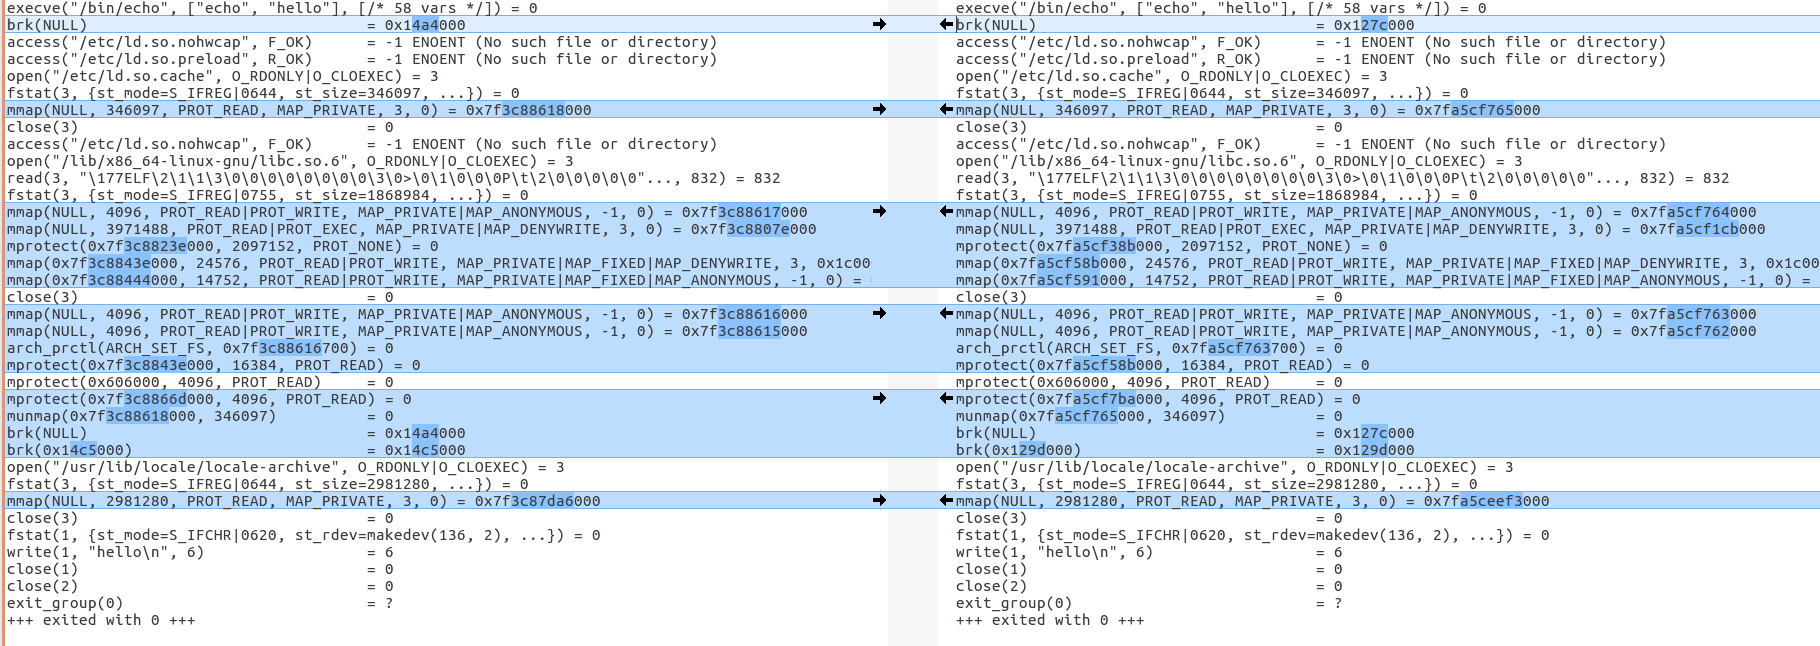 execve("/bin/echo", ["echo", "hello"], [/* 58 vars */]) = 0
brk(NULL)                               = 0x14a4000
access("/etc/ld.so.nohwcap", F_OK)      = -1 ENOENT (No such file or directory)
access("/etc/ld.so.preload", R_OK)      = -1 ENOENT (No such file or directory)
open("/etc/ld.so.cache", O_RDONLY|O_CLOEXEC) = 3
fstat(3, {st_mode=S_IFREG|0644, st_size=346097, ...}) = 0
mmap(NULL, 346097, PROT_READ, MAP_PRIVATE, 3, 0) = 0x7f3c88618000
close(3)                                = 0
access("/etc/ld.so.nohwcap", F_OK)      = -1 ENOENT (No such file or directory)
open("/lib/x86_64-linux-gnu/libc.so.6", O_RDONLY|O_CLOEXEC) = 3
read(3, "\177ELF\2\1\1\3\0\0\0\0\0\0\0\0\3\0>\0\1\0\0\0P\t\2\0\0\0\0\0"..., 832) = 832
fstat(3, {st_mode=S_IFREG|0755, st_size=1868984, ...}) = 0
mmap(NULL, 4096, PROT_READ|PROT_WRITE, MAP_PRIVATE|MAP_ANONYMOUS, -1, 0) = 0x7f3c88617000
mmap(NULL, 3971488, PROT_READ|PROT_EXEC, MAP_PRIVATE|MAP_DENYWRITE, 3, 0) = 0x7f3c8807e000
mprotect(0x7f3c8823e000, 2097152, PROT_NONE) = 0
mmap(0x7f3c8843e000, 24576, PROT_READ|PROT_WRITE, MAP_PRIVATE|MAP_FIXED|MAP_DENYWRITE, 3, 0x1c00
mmap(0x7f3c88444000, 14752, PROT_READ|PROT_WRITE, MAP_PRIVATE|MAP_FIXED|MAP_ANONYMOUS, -1, 0) =
close(3)                                = 0
mmap(NULL, 4096, PROT_READ|PROT_WRITE, MAP_PRIVATE|MAP_ANONYMOUS, -1, 0) = 0x7f3c88616000
mmap(NULL, 4096, PROT_READ|PROT_WRITE, MAP_PRIVATE|MAP_ANONYMOUS, -1, 0) = 0x7f3c88615000
arch_prctl(ARCH_SET_FS, 0x7f3c88616700) = 0
mprotect(0x7f3c8843e000, 16384, PROT_READ) = 0
mprotect(0x606000, 4096, PROT_READ)     = 0
mprotect(0x7f3c8866d000, 4096, PROT_READ) = 0
munmap(0x7f3c88618000, 346097)          = 0
brk(NULL)                               = 0x14a4000
brk(0x14c5000)                          = 0x14c5000
open("/usr/lib/locale/locale-archive", O_RDONLY|O_CLOEXEC) = 3
fstat(3, {st_mode=S_IFREG|0644, st_size=2981280, ...}) = 0
mmap(NULL, 2981280, PROT_READ, MAP_PRIVATE, 3, 0) = 0x7f3c87da6000
close(3)                                = 0
fstat(1, {st_mode=S_IFCHR|0620, st_rdev=makedev(136, 2), ...}) = 0
write(1, "hello\n", 6)                  = 6
close(1)                                = 0
close(2)                                = 0
exit_group(0)                           = ?
+++ exited with 0 +++
execve("/bin/echo", ["echo", "hello"], [/* 58 vars */]) = 0
brk(NULL)                               = 0x127c000
access("/etc/ld.so.nohwcap", F_OK)      = -1 ENOENT (No such file or directory)
access("/etc/ld.so.preload", R_OK)      = -1 ENOENT (No such file or directory)
open("/etc/ld.so.cache", O_RDONLY|O_CLOEXEC) = 3
fstat(3, {st_mode=S_IFREG|0644, st_size=346097, ...}) = 0
mmap(NULL, 346097, PROT_READ, MAP_PRIVATE, 3, 0) = 0x7fa5cf765000
close(3)                                = 0
access("/etc/ld.so.nohwcap", F_OK)      = -1 ENOENT (No such file or directory)
open("/lib/x86_64-linux-gnu/libc.so.6", O_RDONLY|O_CLOEXEC) = 3
read(3, "\177ELF\2\1\1\3\0\0\0\0\0\0\0\0\3\0>\0\1\0\0\0P\t\2\0\0\0\0\0"..., 832) = 832
fstat(3, {st_mode=S_IFREG|0755, st_size=1868984, ...}) = 0
mmap(NULL, 4096, PROT_READ|PROT_WRITE, MAP_PRIVATE|MAP_ANONYMOUS, -1, 0) = 0x7fa5cf764000
mmap(NULL, 3971488, PROT_READ|PROT_EXEC, MAP_PRIVATE|MAP_DENYWRITE, 3, 0) = 0x7fa5cf1cb000
mprotect(0x7fa5cf38b000, 2097152, PROT_NONE) = 0
mmap(0x7fa5cf58b000, 24576, PROT_READ|PROT_WRITE, MAP_PRIVATE|MAP_FIXED|MAP_DENYWRITE, 3, 0x1c00
mmap(0x7fa5cf591000, 14752, PROT_READ|PROT_WRITE, MAP_PRIVATE|MAP_FIXED|MAP_ANONYMOUS, -1, 0) =
close(3)                                = 0
mmap(NULL, 4096, PROT_READ|PROT_WRITE, MAP_PRIVATE|MAP_ANONYMOUS, -1, 0) = 0x7fa5cf763000
mmap(NULL, 4096, PROT_READ|PROT_WRITE, MAP_PRIVATE|MAP_ANONYMOUS, -1, 0) = 0x7fa5cf762000
arch_prctl(ARCH_SET_FS, 0x7fa5cf763700) = 0
mprotect(0x7fa5cf58b000, 16384, PROT_READ) = 0
mprotect(0x606000, 4096, PROT_READ)     = 0
mprotect(0x7fa5cf7ba000, 4096, PROT_READ) = 0
munmap(0x7fa5cf765000, 346097)          = 0
brk(NULL)                               = 0x127c000
brk(0x129d000)                          = 0x129d000
open("/usr/lib/locale/locale-archive", O_RDONLY|O_CLOEXEC) = 3
fstat(3, {st_mode=S_IFREG|0644, st_size=2981280, ...}) = 0
mmap(NULL, 2981280, PROT_READ, MAP_PRIVATE, 3, 0) = 0x7fa5ceef3000
close(3)                                = 0
fstat(1, {st_mode=S_IFCHR|0620, st_rdev=makedev(136, 2), ...}) = 0
write(1, "hello\n", 6)                  = 6
close(1)                                = 0
close(2)                                = 0
exit_group(0)                           = ?
+++ exited with 0 +++